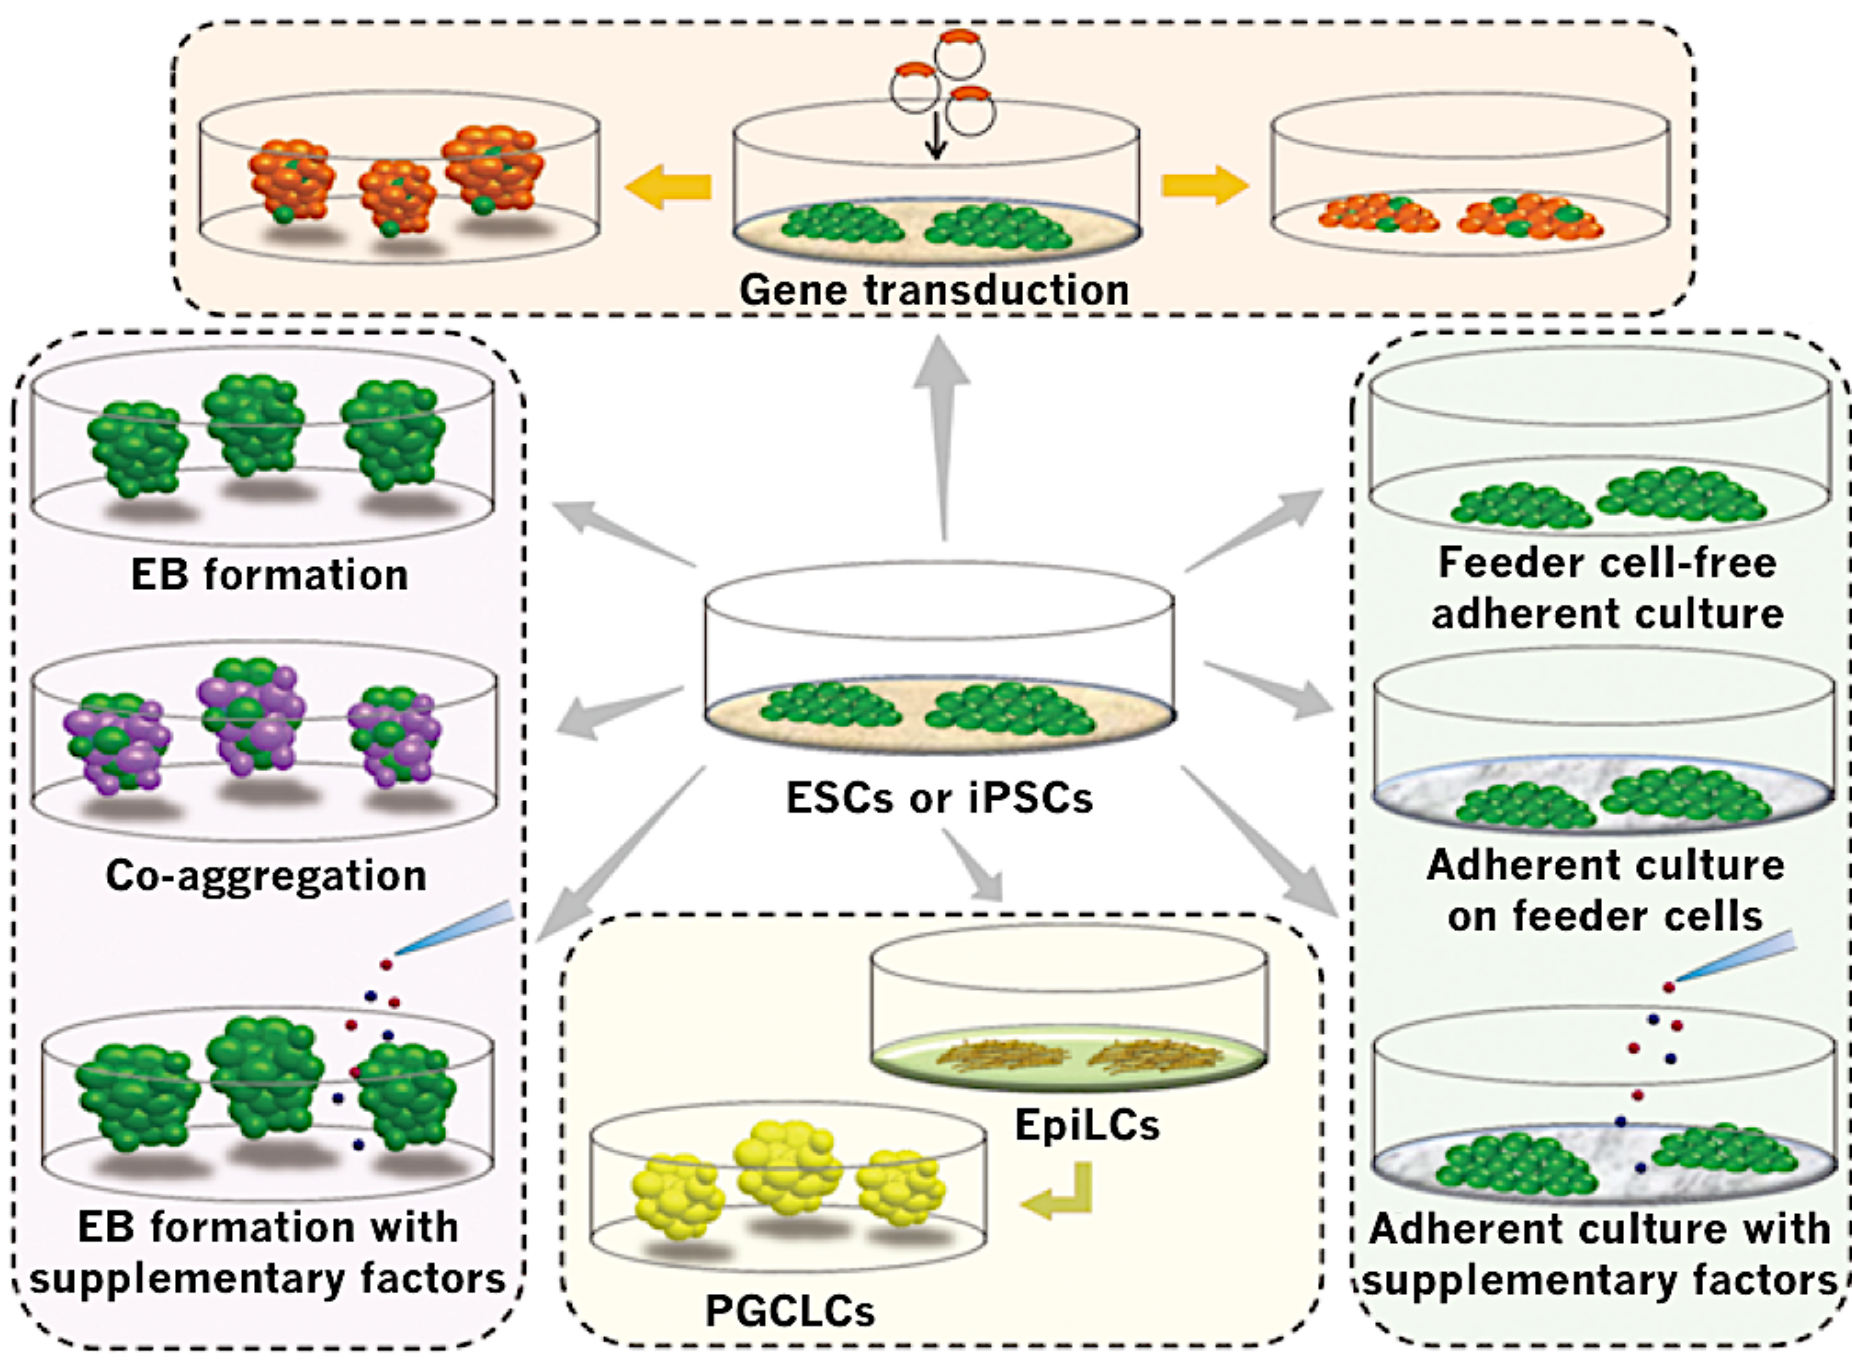 Gene transduction
EB formation
Co-aggregation
EB formation with
supplementary factors
ESCs or iPSCs
EpiLCs
PGCLCs
Feeder cell-free
adherent culture
Adherent culture
on feeder cells
Adherent culture with
supplementary factors